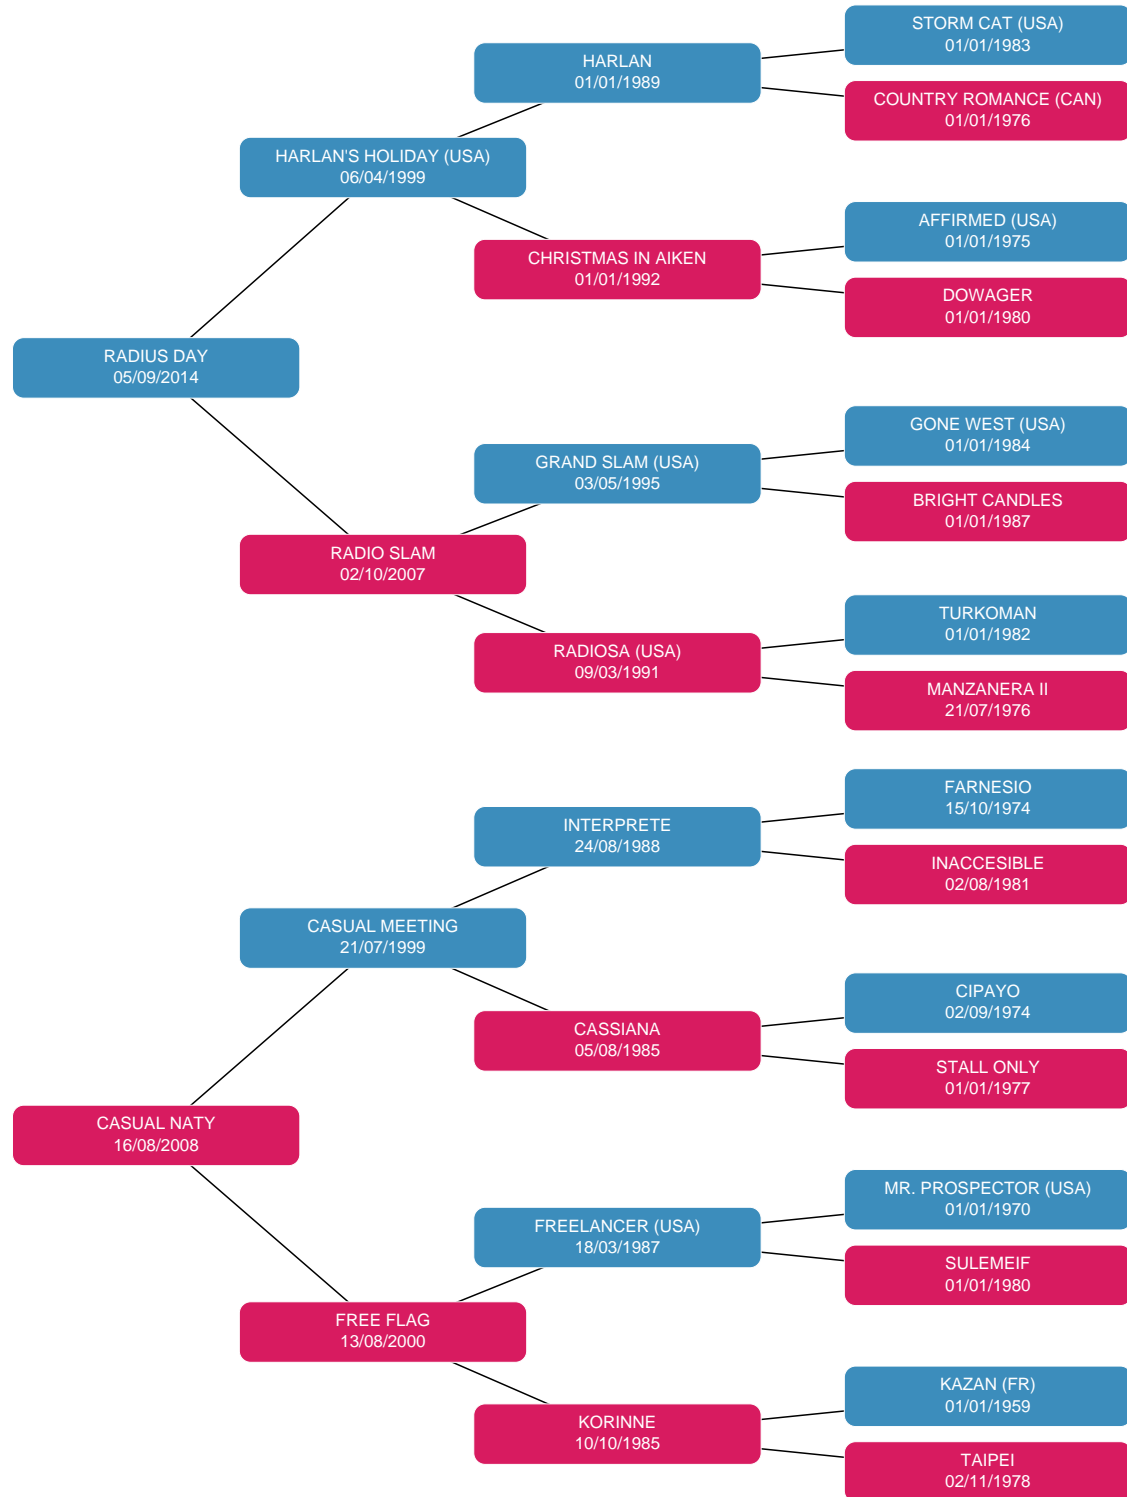 STORM CAT (USA)
01/01/1983
HARLAN
01/01/1989
COUNTRY ROMANCE (CAN)
01/01/1976
HARLAN'S HOLIDAY (USA)
06/04/1999
AFFIRMED (USA)
01/01/1975
CHRISTMAS IN AIKEN
01/01/1992
DOWAGER
01/01/1980
RADIUS DAY
05/09/2014
GONE WEST (USA)
01/01/1984
GRAND SLAM (USA)
03/05/1995
BRIGHT CANDLES
01/01/1987
RADIO SLAM
02/10/2007
TURKOMAN
01/01/1982
RADIOSA (USA)
09/03/1991
MANZANERA II
21/07/1976
FARNESIO
15/10/1974
INTERPRETE
24/08/1988
INACCESIBLE
02/08/1981
CASUAL MEETING
21/07/1999
CIPAYO
02/09/1974
CASSIANA
05/08/1985
STALL ONLY
01/01/1977
CASUAL NATY
16/08/2008
MR. PROSPECTOR (USA)
01/01/1970
FREELANCER (USA)
18/03/1987
SULEMEIF
01/01/1980
FREE FLAG
13/08/2000
KAZAN (FR)
01/01/1959
KORINNE
10/10/1985
TAIPEI
02/11/1978